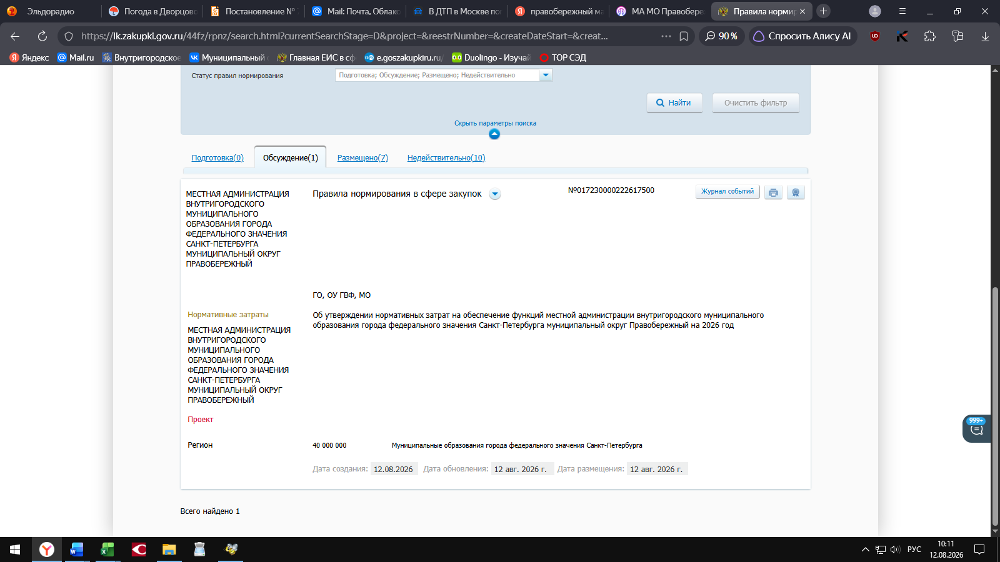 Эльдорадо
Погода в Дворцово
Постановление №
Mail: Почта, Облако
В ДТП в Москве по
правобережный ма
МА МО Правобереж
Правила нормир
https://lk.zakupki.gov.ru/44fz/rpnz/search.html?currentSearchStage=D&project=&reestrNumber=&createDateStart=&creat...
90 %
Спросить Алису AI
Яндекс
Mail.ru
Внутригородское
Муниципальный
Главная ЕИС в сф
e.goszakupkiru.ru/
Duolingo - Изучай
ТОР СЭД
Статус правил нормирования
Подготовка; Обсуждение; Размещено; Недействительно
Найти
Очистить фильтр
Скрыть параметры поиска
Подготовка(0)
Обсуждение(1)
Размещено(7)
Недействительно(10)
МЕСТНАЯ АДМИНИСТРАЦИЯ
ВНУТРИГОРОДСКОГО
МУНИЦИПАЛЬНОГО
ОБРАЗОВАНИЯ ГОРОДА
ФЕДЕРАЛЬНОГО ЗНАЧЕНИЯ
САНКТ-ПЕТЕРБУРГА
МУНИЦИПАЛЬНЫЙ ОКРУГ
ПРАВОБЕРЕЖНЫЙ
Правила нормирования в сфере закупок
№017230000222617500
Журнал событий
ГО, ОУ ГВФ, МО
Нормативные затраты
Об утверждении нормативных затрат на обеспечение функций местной администрации внутригородского муниципального
образования города федерального значения Санкт-Петербурга муниципальный округ Правобережный на 2026 год
МЕСТНАЯ АДМИНИСТРАЦИЯ
ВНУТРИГОРОДСКОГО
МУНИЦИПАЛЬНОГО
ОБРАЗОВАНИЯ ГОРОДА
ФЕДЕРАЛЬНОГО ЗНАЧЕНИЯ
САНКТ-ПЕТЕРБУРГА
МУНИЦИПАЛЬНЫЙ ОКРУГ
ПРАВОБЕРЕЖНЫЙ
Проект
999+
Регион
40 000 000
Муниципальные образования города федерального значения Санкт-Петербурга
Дата создания: 12.08.2026
Дата обновления: 12 авг. 2026 г.
Дата размещения: 12 авг. 2026 г.
Всего найдено 1
РУС
10:11
12.08.2026